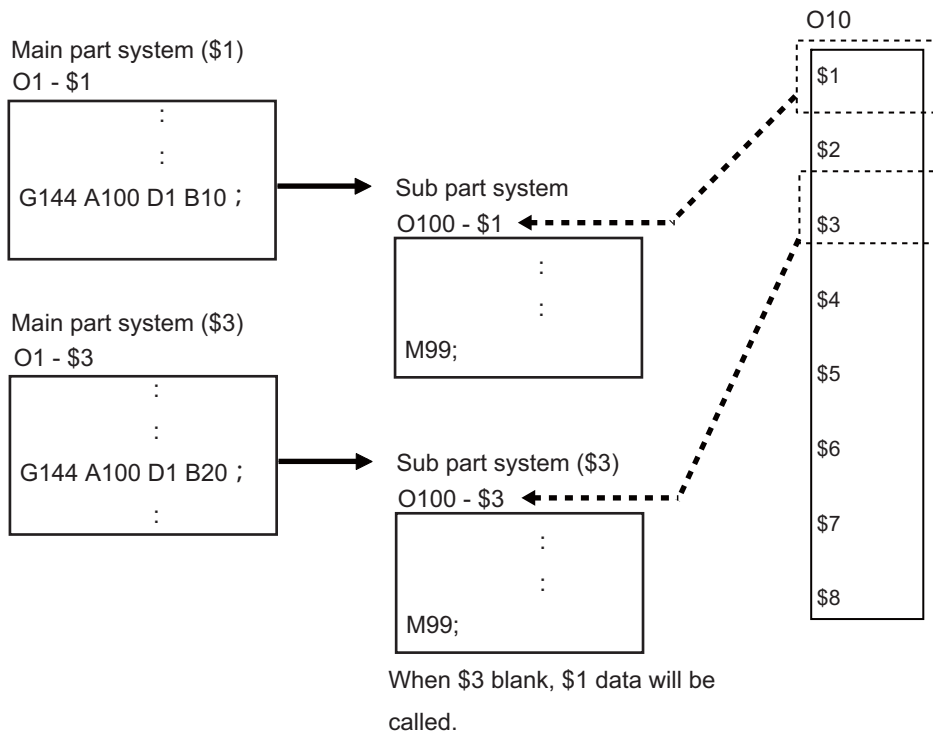 Main part system ($1)
O1 - $1
:
:
G144 A100 D1 B10 ;
Sub part system
O100 - $1
:
:
M99;
Main part system ($3)
O1 - $3
:
:
G144 A100 D1 B20 ;
:
Sub part system ($3)
O100 - $3
:
:
M99;
When $3 blank, $1 data will be
called.
O10
$1
$2
$3
$4
$5
$6
$7
$8